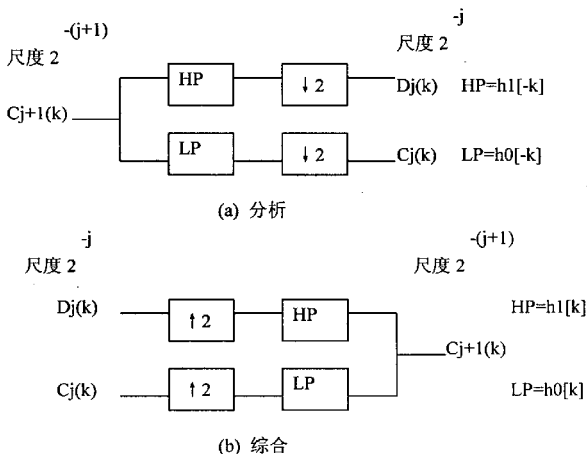 -(j+1)
尺度 2
-j
尺度 2
HP
↓ 2
Dj(k)
HP=h1[-k]
Cj+1(k)
LP
↓ 2
Cj(k)
LP=h0[-k]
(a) 分析
-j
尺度 2
-(j+1)
尺度 2
Dj(k)
↑ 2
HP
HP=h1[k]
Cj+1(k)
Cj(k)
↑ 2
LP
LP=h0[k]
(b) 综合